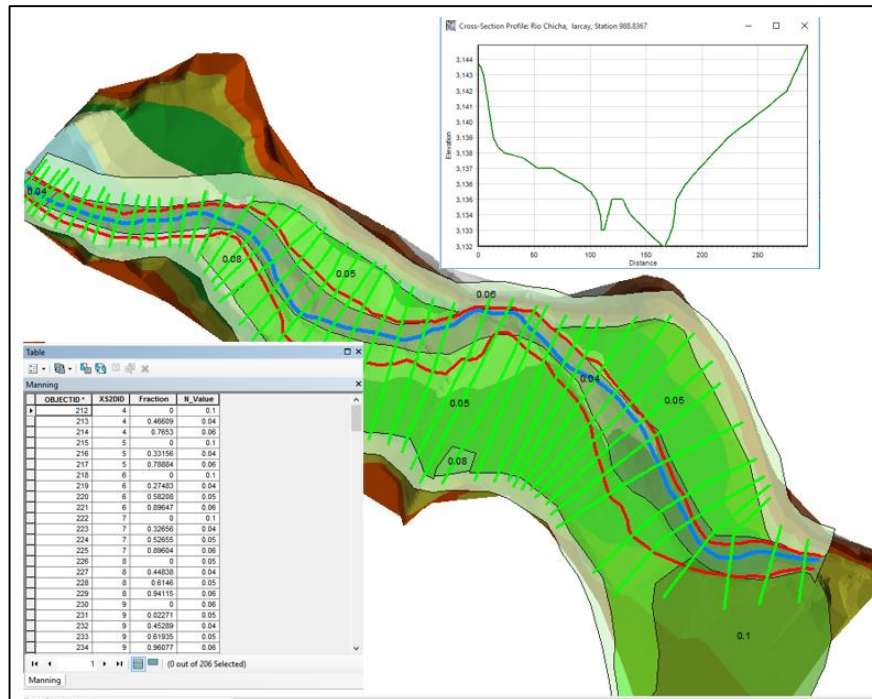 Cross-Section Profile: Rio Chicha, Iarcay, Station 988.8367
3,144
3,143
3,142
3,141
3,140
3,139
3,138
3,137
3,136
3,135
3,134
3,133
3,132
Elevation
0 50 100 150 200 250
Distance
0.04
0.08
0.05
0.06
0.04
0.05
0.05
0.08
0.1
Table
Manning
OBJECTID * XS2DID Fraction N_Value
212 4 0 0.1
213 4 0.46609 0.04
214 4 0.7653 0.06
215 5 0 0.1
216 5 0.33156 0.04
217 5 0.78884 0.06
218 6 0 0.1
219 6 0.27483 0.04
220 6 0.58208 0.05
221 6 0.89647 0.06
222 7 0 0.1
223 7 0.32656 0.04
224 7 0.52655 0.05
225 7 0.89604 0.06
226 8 0 0.05
227 8 0.44838 0.04
228 8 0.6146 0.05
229 8 0.94115 0.06
230 9 0 0.06
231 9 0.02271 0.05
232 9 0.45289 0.04
233 9 0.61935 0.05
234 9 0.96077 0.06
1 (0 out of 206 Selected)
Manning